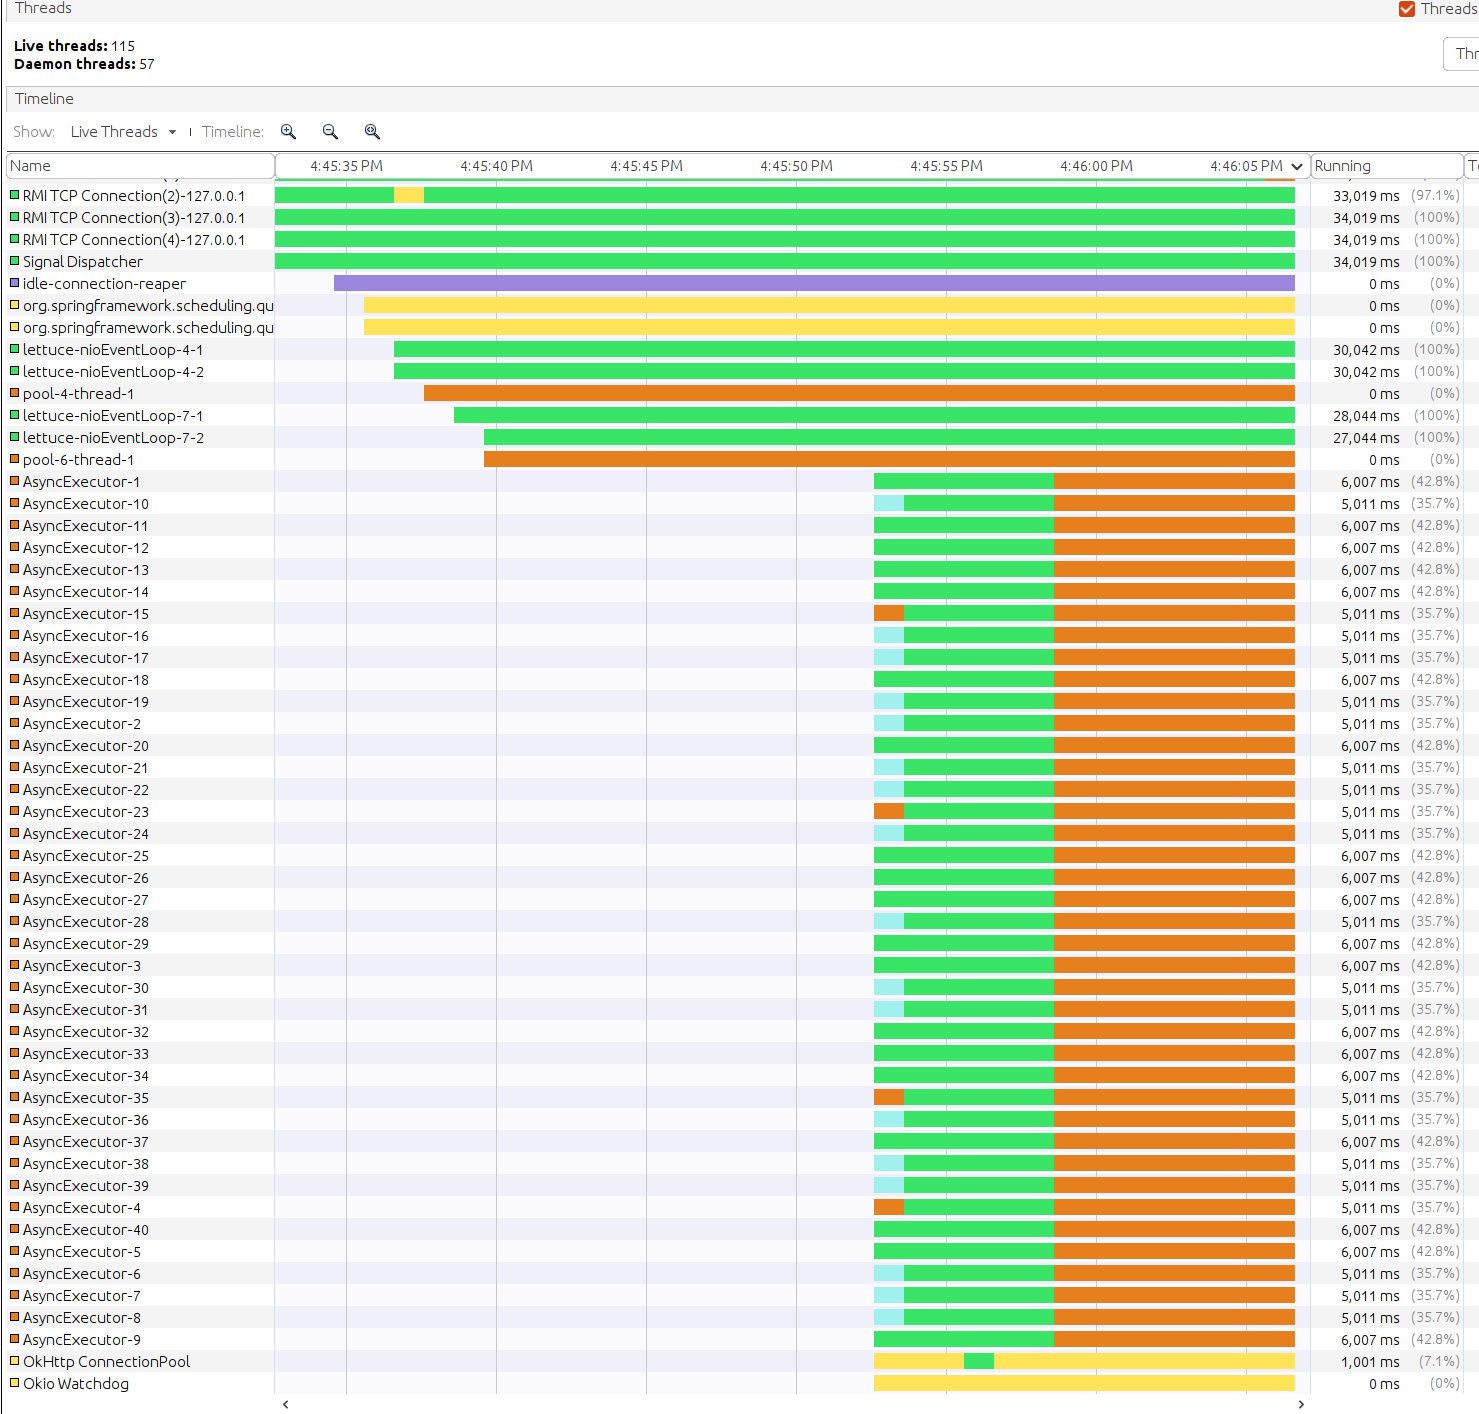 Threads Threads
Live threads: 115
Daemon threads: 57 Thr
Timeline
Show: Live Threads Timeline:
Name 4:45:35 PM 4:45:40 PM 4:45:45 PM 4:45:50 PM 4:45:55 PM 4:46:00 PM 4:46:05 PM Running
RMI TCP Connection(2)-127.0.0.1 33,019 ms (97.1%)
RMI TCP Connection(3)-127.0.0.1 34,019 ms (100%)
RMI TCP Connection(4)-127.0.0.1 34,019 ms (100%)
Signal Dispatcher 34,019 ms (100%)
idle-connection-reaper 0 ms (0%)
org.springframework.scheduling.qu 0 ms (0%)
org.springframework.scheduling.qu 0 ms (0%)
lettuce-nioEventLoop-4-1 30,042 ms (100%)
lettuce-nioEventLoop-4-2 30,042 ms (100%)
pool-4-thread-1 0 ms (0%)
lettuce-nioEventLoop-7-1 28,044 ms (100%)
lettuce-nioEventLoop-7-2 27,044 ms (100%)
pool-6-thread-1 0 ms (0%)
AsyncExecutor-1 6,007 ms (42.8%)
AsyncExecutor-10 5,011 ms (35.7%)
AsyncExecutor-11 6,007 ms (42.8%)
AsyncExecutor-12 6,007 ms (42.8%)
AsyncExecutor-13 6,007 ms (42.8%)
AsyncExecutor-14 6,007 ms (42.8%)
AsyncExecutor-15 5,011 ms (35.7%)
AsyncExecutor-16 5,011 ms (35.7%)
AsyncExecutor-17 5,011 ms (35.7%)
AsyncExecutor-18 6,007 ms (42.8%)
AsyncExecutor-19 5,011 ms (35.7%)
AsyncExecutor-2 5,011 ms (35.7%)
AsyncExecutor-20 6,007 ms (42.8%)
AsyncExecutor-21 5,011 ms (35.7%)
AsyncExecutor-22 5,011 ms (35.7%)
AsyncExecutor-23 5,011 ms (35.7%)
AsyncExecutor-24 5,011 ms (35.7%)
AsyncExecutor-25 6,007 ms (42.8%)
AsyncExecutor-26 6,007 ms (42.8%)
AsyncExecutor-27 6,007 ms (42.8%)
AsyncExecutor-28 5,011 ms (35.7%)
AsyncExecutor-29 6,007 ms (42.8%)
AsyncExecutor-3 6,007 ms (42.8%)
AsyncExecutor-30 5,011 ms (35.7%)
AsyncExecutor-31 5,011 ms (35.7%)
AsyncExecutor-32 6,007 ms (42.8%)
AsyncExecutor-33 6,007 ms (42.8%)
AsyncExecutor-34 6,007 ms (42.8%)
AsyncExecutor-35 5,011 ms (35.7%)
AsyncExecutor-36 5,011 ms (35.7%)
AsyncExecutor-37 6,007 ms (42.8%)
AsyncExecutor-38 5,011 ms (35.7%)
AsyncExecutor-39 5,011 ms (35.7%)
AsyncExecutor-4 5,011 ms (35.7%)
AsyncExecutor-40 6,007 ms (42.8%)
AsyncExecutor-5 6,007 ms (42.8%)
AsyncExecutor-6 5,011 ms (35.7%)
AsyncExecutor-7 5,011 ms (35.7%)
AsyncExecutor-8 5,011 ms (35.7%)
AsyncExecutor-9 6,007 ms (42.8%)
OkHttp ConnectionPool 1,001 ms (7.1%)
Okio Watchdog 0 ms (0%)